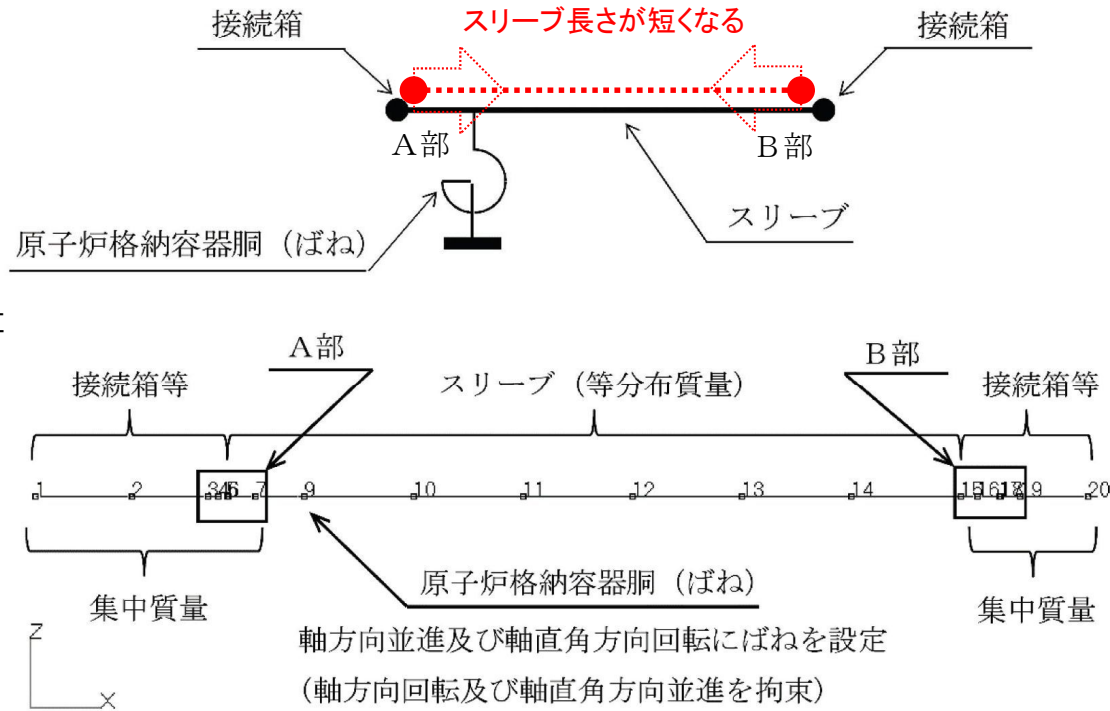 スリーブ長さが短くなる
接続箱
接続箱
A部
B部
スリーブ
原子炉格納容器胴（ばね）
A部
B部
接続箱等
スリーブ（等分布質量）
接続箱等
1 2 3 7 9 10 11 12 13 14 15 16 19 20
原子炉格納容器胴（ばね）
集中質量
集中質量
軸方向並進及び軸直角方向回転にばねを設定
（軸方向回転及び軸直角方向並進を拘束）
Z
X